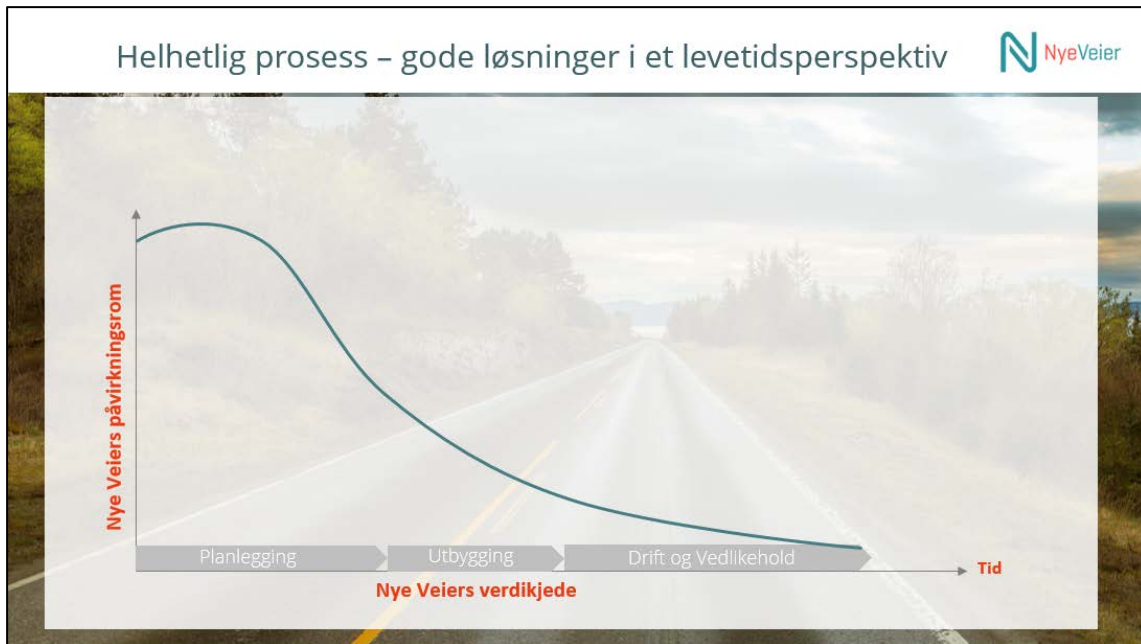 Helhetlig prosess – gode løsninger i et levetidsperspektiv
NyeVeier
Nye Veiers påvirkningsrom
Planlegging
Utbygging
Drift og Vedlikehold
Tid
Nye Veiers verdikjede